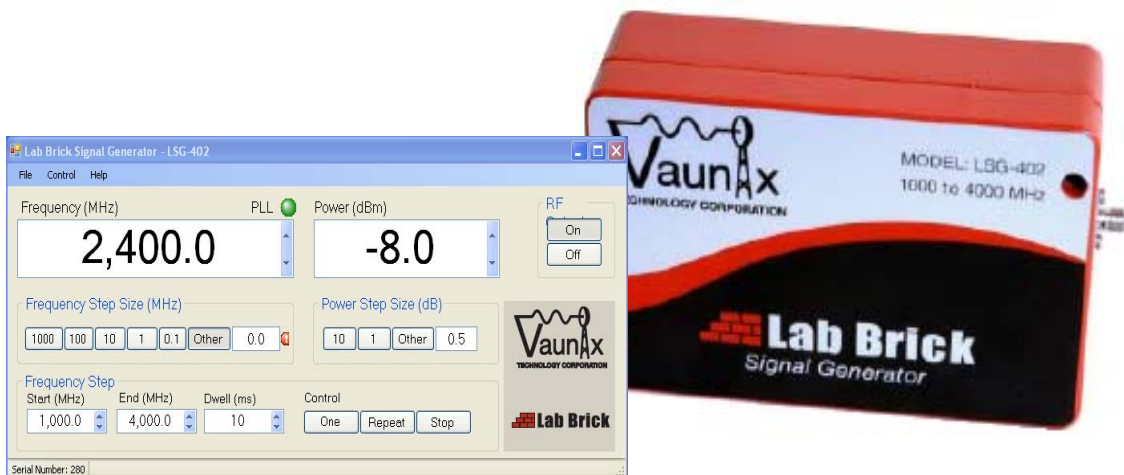 Lab Brick Signal Generator - LSG-402
File Control Help
Frequency (MHz) PLL Power (dBm) RF
2,400.0 -8.0 On
Off
Frequency Step Size (MHz) Power Step Size (dB)
1000 100 10 1 0.1 Other 0.0 10 1 Other 0.5
Vaunix
TECHNOLOGY CORPORATION
Frequency Step
Start (MHz) End (MHz) Dwell (ms) Control
1,000.0 4,000.0 10 One Repeat Stop
Lab Brick
Serial Number: 280
Vaunix
TECHNOLOGY CORPORATION
MODEL: LSG-402
1000 to 4000 MHz
Lab Brick
Signal Generator